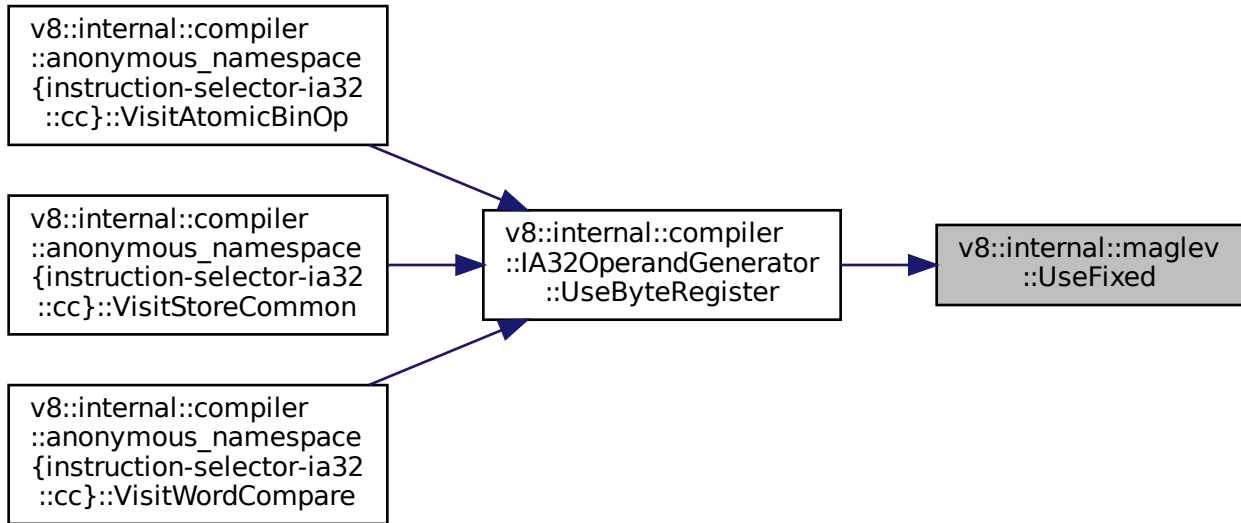 v8::internal::compiler
::anonymous_namespace
{instruction-selector-ia32
::cc}::VisitAtomicBinOp
v8::internal::compiler
::anonymous_namespace
{instruction-selector-ia32
::cc}::VisitStoreCommon
v8::internal::compiler
::anonymous_namespace
{instruction-selector-ia32
::cc}::VisitWordCompare
v8::internal::compiler
::IA32OperandGenerator
::UseByteRegister
v8::internal::maglev
::UseFixed